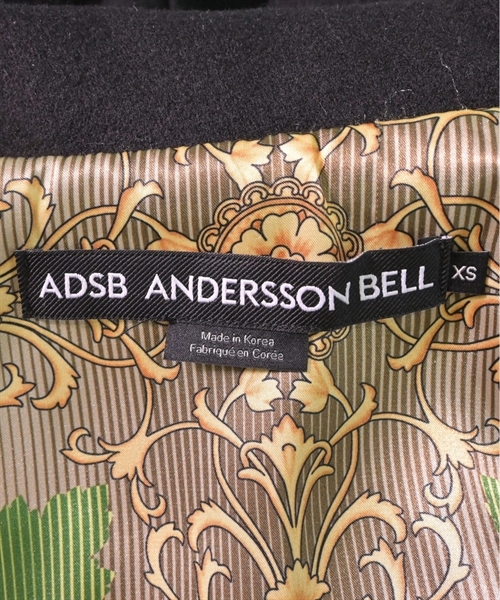 ADSB ANDERSSON BELL
XS
Made in Korea
Fabriqué en Corée